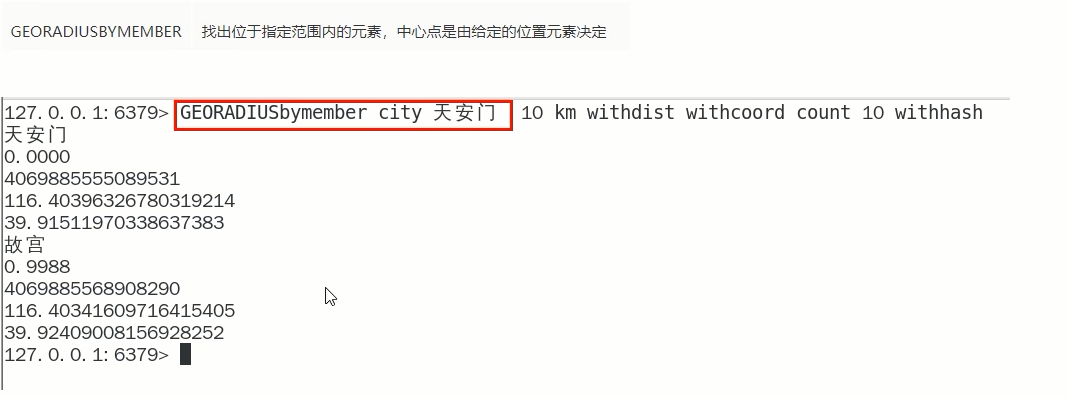 GEORADIUSBYMEMBER 找出位于指定范围内的元素，中心点是由给定的位置元素决定
127.0.0.1:6379> GEORADIUSbymember city 天安门 10 km withdist withcoord count 10 withhash
天安门
0.0000
4069885555089531
116.40396326780319214
39.91511970338637383
故宫
0.9988
4069885568908290
116.40341609716415405
39.92409008156928252
127.0.0.1:6379>